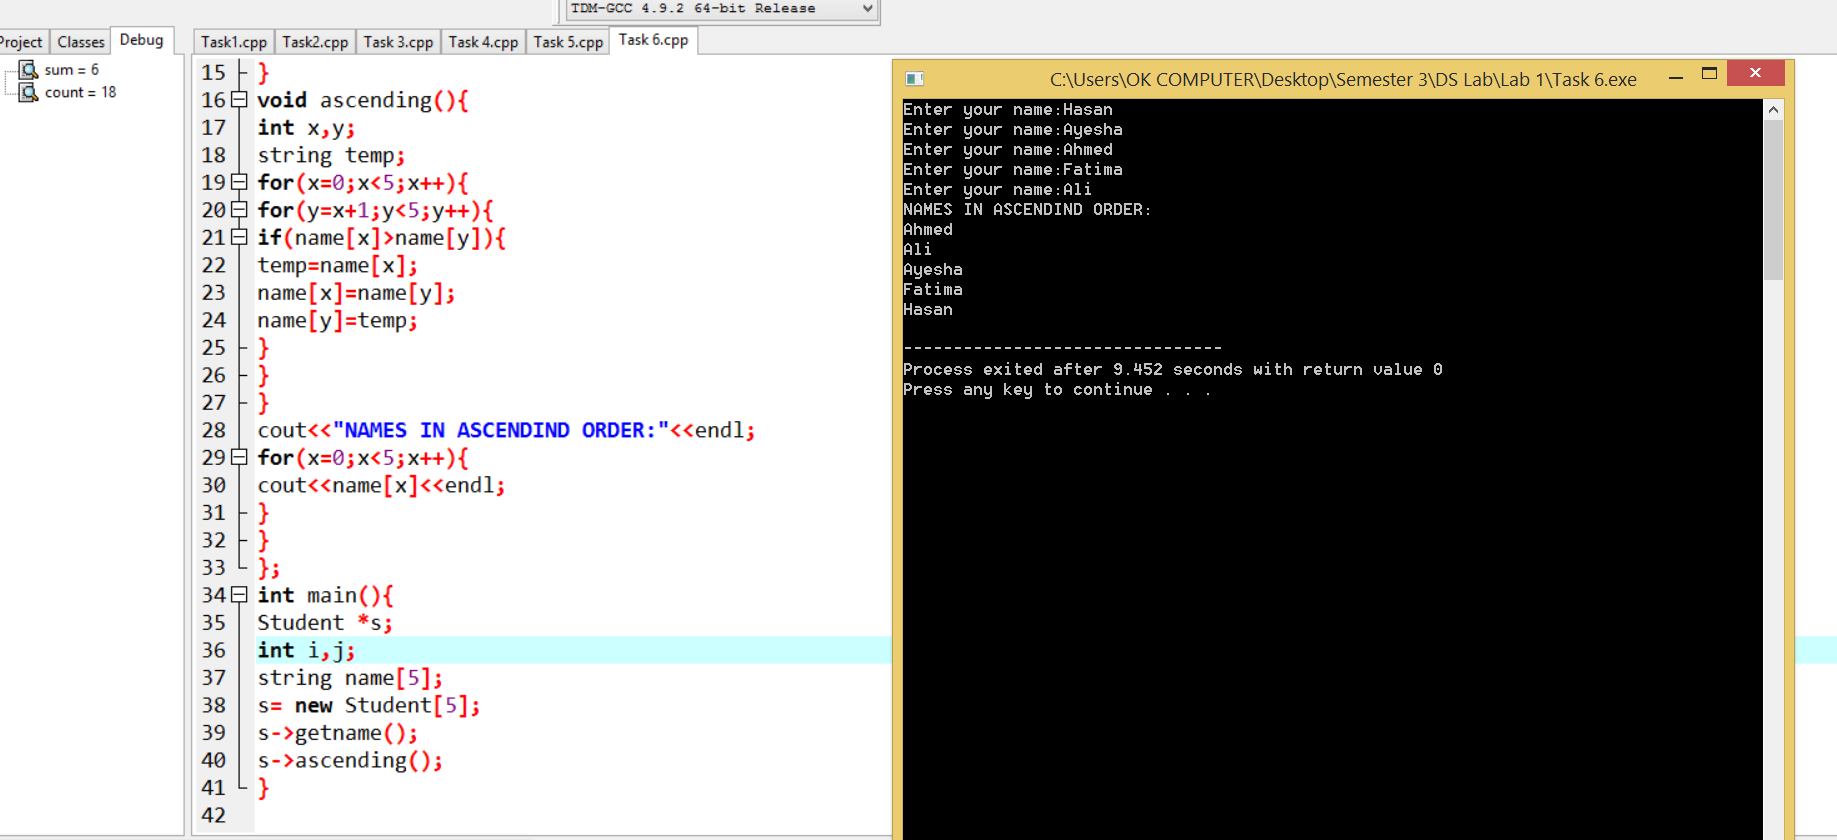 TDM-GCC 4.9.2 64-bit Release
Project Classes Debug
Task1.cpp Task2.cpp Task 3.cpp Task 4.cpp Task 5.cpp Task 6.cpp
sum = 6
count = 18
15 }
16 void ascending(){
17 int x,y;
18 string temp;
19 for(x=0;x<5;x++){
20 for(y=x+1;y<5;y++){
21 if(name[x]>name[y]){
22 temp=name[x];
23 name[x]=name[y];
24 name[y]=temp;
25 }
26 }
27 }
28 cout<<"NAMES IN ASCENDIND ORDER:"<<endl;
29 for(x=0;x<5;x++){
30 cout<<name[x]<<endl;
31 }
32 }
33 };
34 int main(){
35 Student *s;
36 int i,j;
37 string name[5];
38 s= new Student[5];
39 s->getname();
40 s->ascending();
41 }
42
C:\Users\OK COMPUTER\Desktop\Semester 3\DS Lab\Lab 1\Task 6.exe
Enter your name:Hasan
Enter your name:Ayesha
Enter your name:Ahmed
Enter your name:Fatima
Enter your name:Ali
NAMES IN ASCENDIND ORDER:
Ahmed
Ali
Ayesha
Fatima
Hasan
--------------------------------
Process exited after 9.452 seconds with return value 0
Press any key to continue . . .